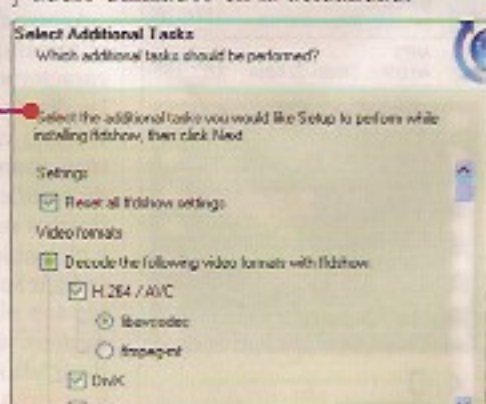 Select Additional Tasks
Which additional tasks should be performed?
Select the additional tasks you would like Setup to perform while
installing ffdshow, then click Next
Settings
Reset all ffdshow settings
Video formats
Decode the following video formats with ffdshow:
H.264 / AVC
libavcodec
ffmpeg-mt
DivX